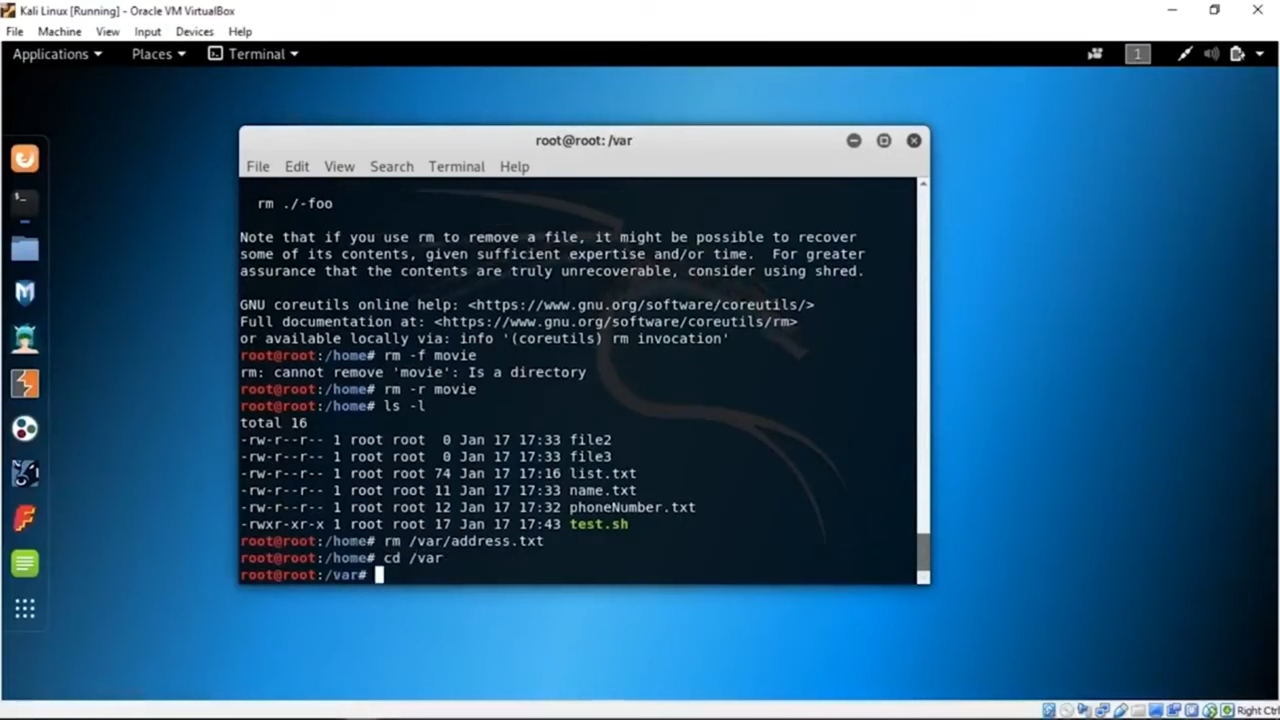 Kali Linux [Running] - Oracle VM VirtualBox
File Machine View Input Devices Help
Applications Places Terminal 1
root@root: /var
File Edit View Search Terminal Help
rm ./-foo
Note that if you use rm to remove a file, it might be possible to recover
some of its contents, given sufficient expertise and/or time. For greater
assurance that the contents are truly unrecoverable, consider using shred.
GNU coreutils online help: <https://www.gnu.org/software/coreutils/>
Full documentation at: <https://www.gnu.org/software/coreutils/rm>
or available locally via: info '(coreutils) rm invocation'
root@root:/home# rm -f movie
rm: cannot remove 'movie': Is a directory
root@root:/home# rm -r movie
root@root:/home# ls -l
total 16
-rw-r--r-- 1 root root  0 Jan 17 17:33 file2
-rw-r--r-- 1 root root  0 Jan 17 17:33 file3
-rw-r--r-- 1 root root 74 Jan 17 17:16 list.txt
-rw-r--r-- 1 root root 11 Jan 17 17:33 name.txt
-rw-r--r-- 1 root root 12 Jan 17 17:32 phoneNumber.txt
-rwxr-xr-x 1 root root 17 Jan 17 17:43 test.sh
root@root:/home# rm /var/address.txt
root@root:/home# cd /var
root@root:/var#
Right Ctrl